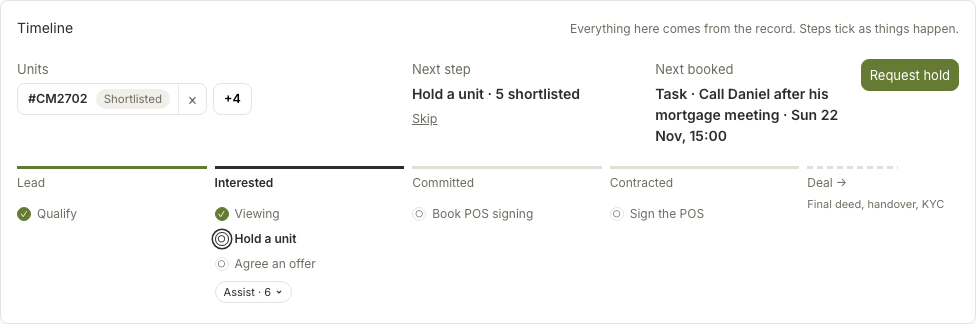 Timeline
Everything here comes from the record. Steps tick as things happen.
Units
#CM2702 Shortlisted ×
+4
Next step
Hold a unit · 5 shortlisted
Skip
Next booked
Task · Call Daniel after his
mortgage meeting · Sun 22
Nov, 15:00
Request hold
Lead
Qualify
Interested
Viewing
Hold a unit
Agree an offer
Assist · 6
Committed
Book POS signing
Contracted
Sign the POS
Deal →
Final deed, handover, KYC